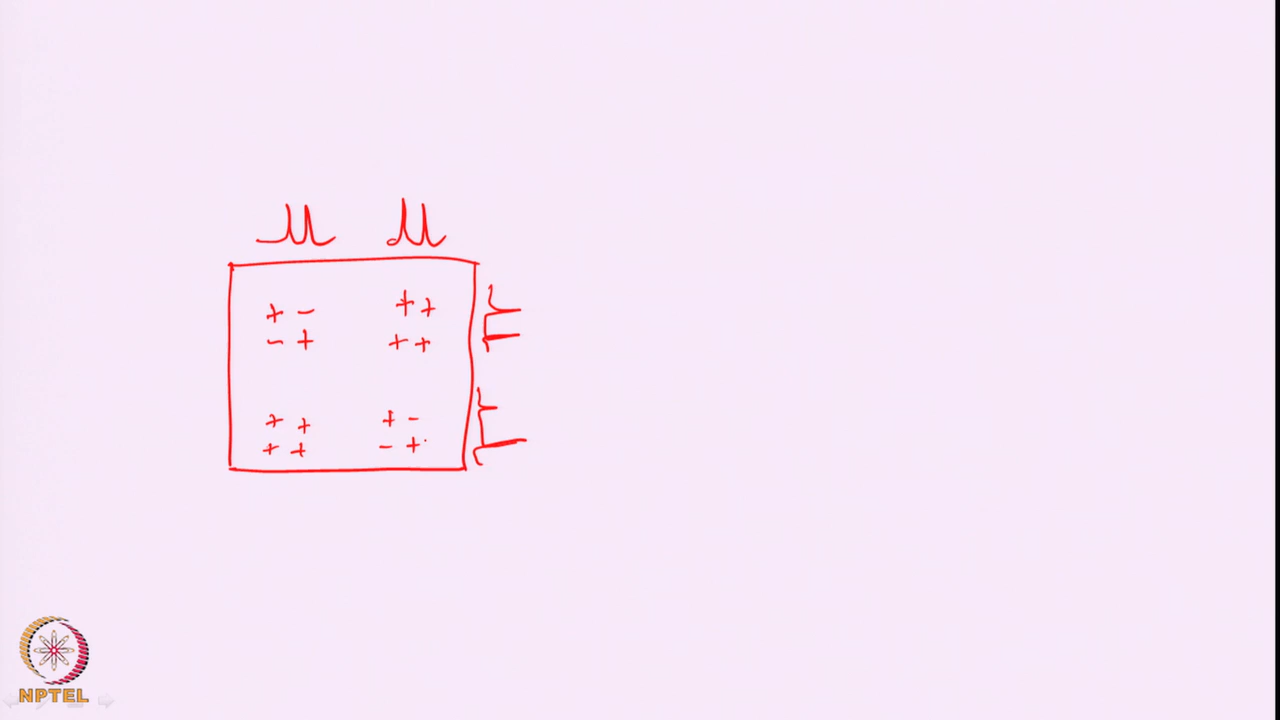 + - + +
- + + +
+ + + -
+ + - +
NPTEL